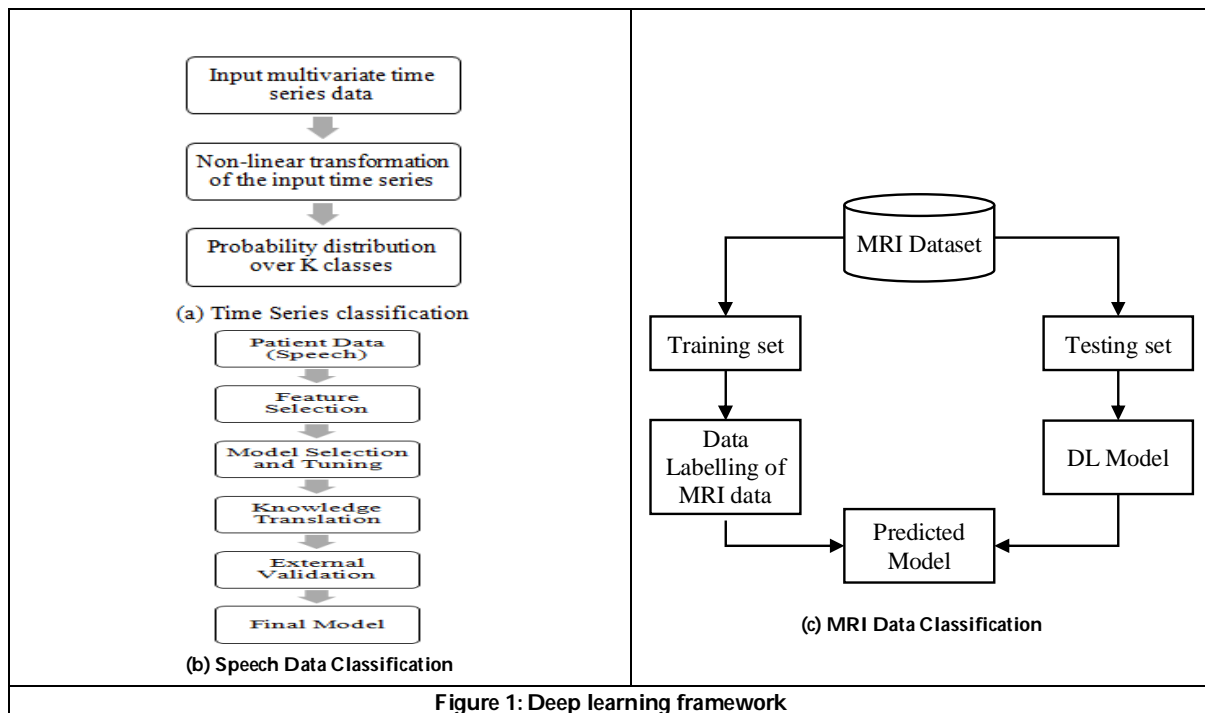 Input multivariate time
series data
Non-linear transformation
of the input time series
Probability distribution
over K classes
(a) Time Series classification
Patient Data
(Speech)
Feature
Selection
Model Selection
and Tuning
Knowledge
Translation
External
Validation
Final Model
(b) Speech Data Classification
MRI Dataset
Training set
Testing set
Data
Labelling of
MRI data
DL Model
Predicted
Model
(c) MRI Data Classification
Figure 1: Deep learning framework